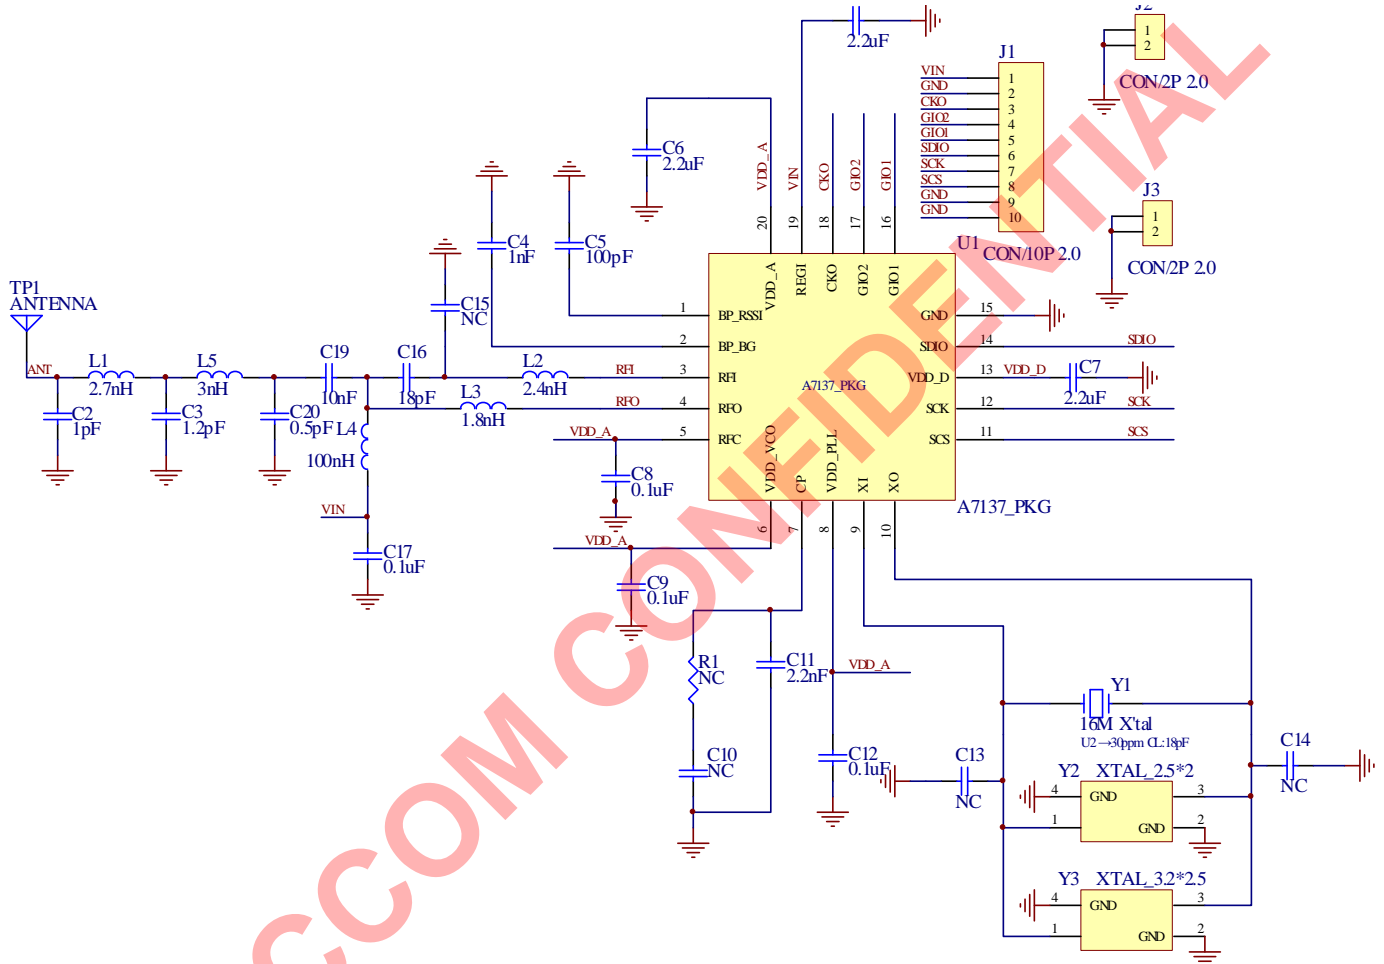 J2
1
2
CON/2P 2.0
2.2uF
J1
VIN 1
GND 2
CKO 3
GIO2 4
GIO1 5
SDIO 6
SCK 7
SCS 8
GND 9
GND 10
CON/10P 2.0
J3
1
2
CON/2P 2.0
C6
2.2uF
VDD_A
VIN
CKO
GIO2
GIO1
20
19
18
17
16
C4
1nF
C5
100pF
U1
VDD_A
REGI
CKO
GIO2
GIO1
TP1
ANTENNA
C15
NC
1 BP_RSSI
2 BP_BG
3 RFI
4 RFO
5 RFC
GND 15
SDIO 14
VDD_D 13
SCK 12
SCS 11
A7137_PKG
SDIO
VDD_D
C7
2.2uF
SCK
SCS
ANT
L1
2.7nH
L5
3nH
C19
10nF
C16
18pF
L2
2.4nH
RFI
L3
1.8nH
RFO
C2
1pF
C3
1.2pF
C20
0.5pF
L4
100nH
VDD_A
C8
0.1uF
VDD_VCO
CP
VDD_PLL
XI
XO
A7137_PKG
VIN
C17
0.1uF
6
7
8
9
10
VDD_A
C9
0.1uF
R1
NC
C11
2.2nF
VDD_A
C10
NC
C12
0.1uF
Y1
16M X'tal
U2→30ppm CL:18pF
C13
NC
C14
NC
Y2 XTAL_2.5*2
4 GND 3
1 GND 2
Y3 XTAL_3.2*2.5
4 GND 3
1 GND 2
CCOM CONFIDENTIAL